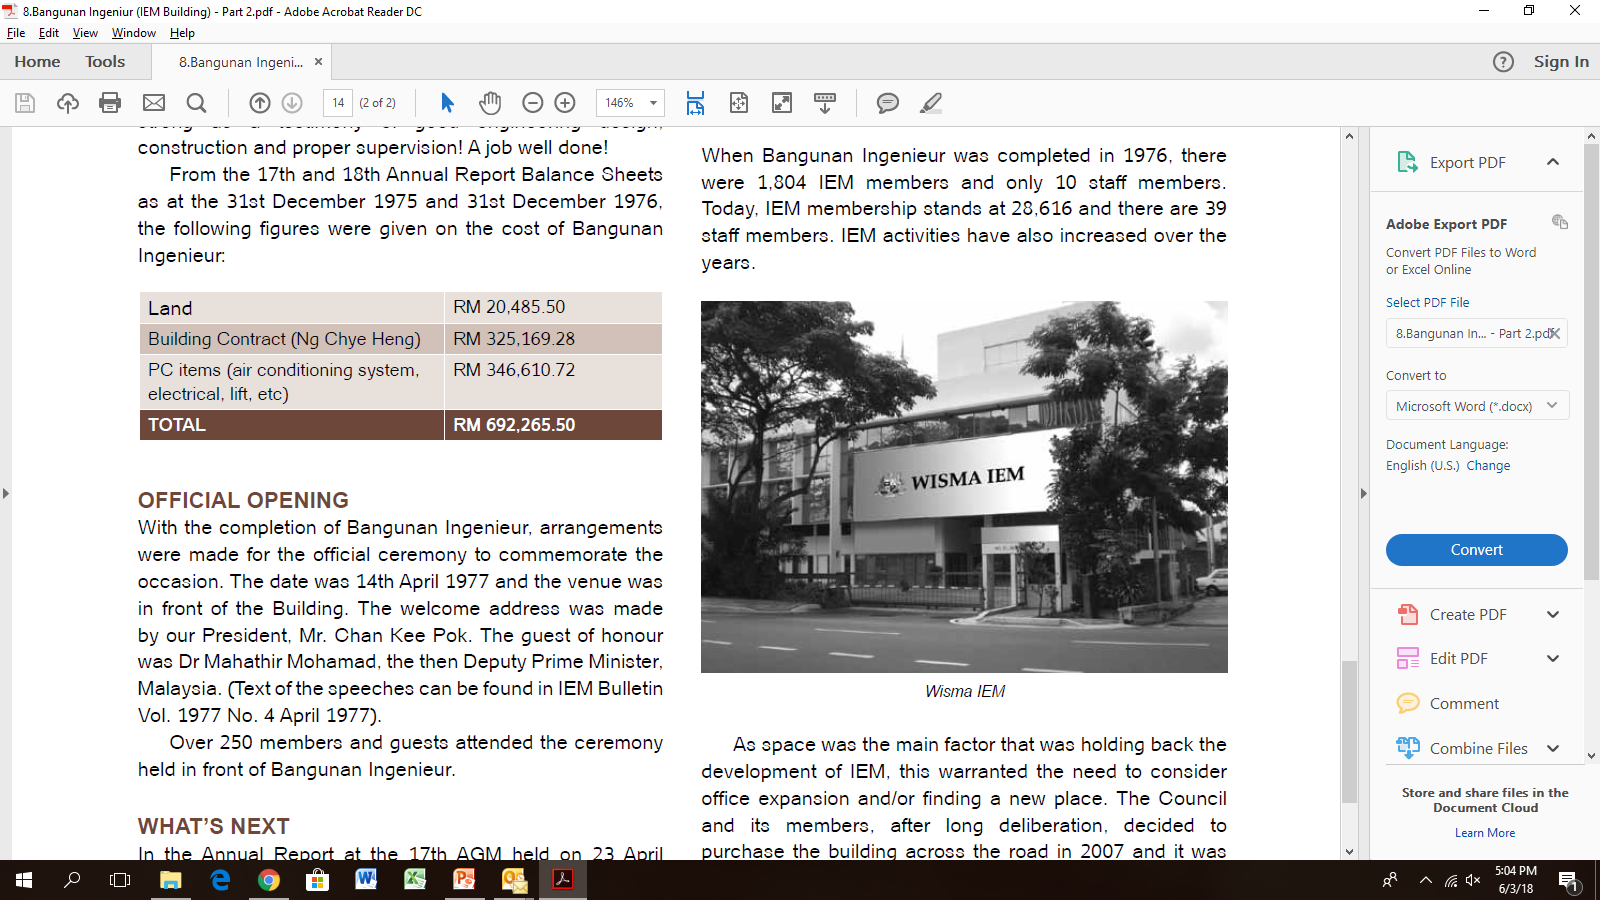 8.Bangunan Ingeniur (IEM Building) - Part 2.pdf - Adobe Acrobat Reader DC
File Edit View Window Help
Home Tools 8.Bangunan Ingeni... × Sign In
14 (2 of 2) 146%
strong as a testimony of good engineering design,
construction and proper supervision! A job well done!
From the 17th and 18th Annual Report Balance Sheets
as at the 31st December 1975 and 31st December 1976,
the following figures were given on the cost of Bangunan
Ingenieur:
Land RM 20,485.50
Building Contract (Ng Chye Heng) RM 325,169.28
PC items (air conditioning system, RM 346,610.72
electrical, lift, etc)
TOTAL RM 692,265.50
OFFICIAL OPENING
With the completion of Bangunan Ingenieur, arrangements
were made for the official ceremony to commemorate the
occasion. The date was 14th April 1977 and the venue was
in front of the Building. The welcome address was made
by our President, Mr. Chan Kee Pok. The guest of honour
was Dr Mahathir Mohamad, the then Deputy Prime Minister,
Malaysia. (Text of the speeches can be found in IEM Bulletin
Vol. 1977 No. 4 April 1977).
Over 250 members and guests attended the ceremony
held in front of Bangunan Ingenieur.
WHAT'S NEXT
In the Annual Report at the 17th AGM held on 23 April
When Bangunan Ingenieur was completed in 1976, there
were 1,804 IEM members and only 10 staff members.
Today, IEM membership stands at 28,616 and there are 39
staff members. IEM activities have also increased over the
years.
WISMA IEM
Wisma IEM
As space was the main factor that was holding back the
development of IEM, this warranted the need to consider
office expansion and/or finding a new place. The Council
and its members, after long deliberation, decided to
purchase the building across the road in 2007 and it was
Export PDF
Adobe Export PDF
Convert PDF Files to Word
or Excel Online
Select PDF File
8.Bangunan In... - Part 2.pdf
Convert to
Microsoft Word (*.docx)
Document Language:
English (U.S.) Change
Convert
Create PDF
Edit PDF
Comment
Combine Files
Store and share files in the
Document Cloud
Learn More
5:04 PM
6/3/18
1